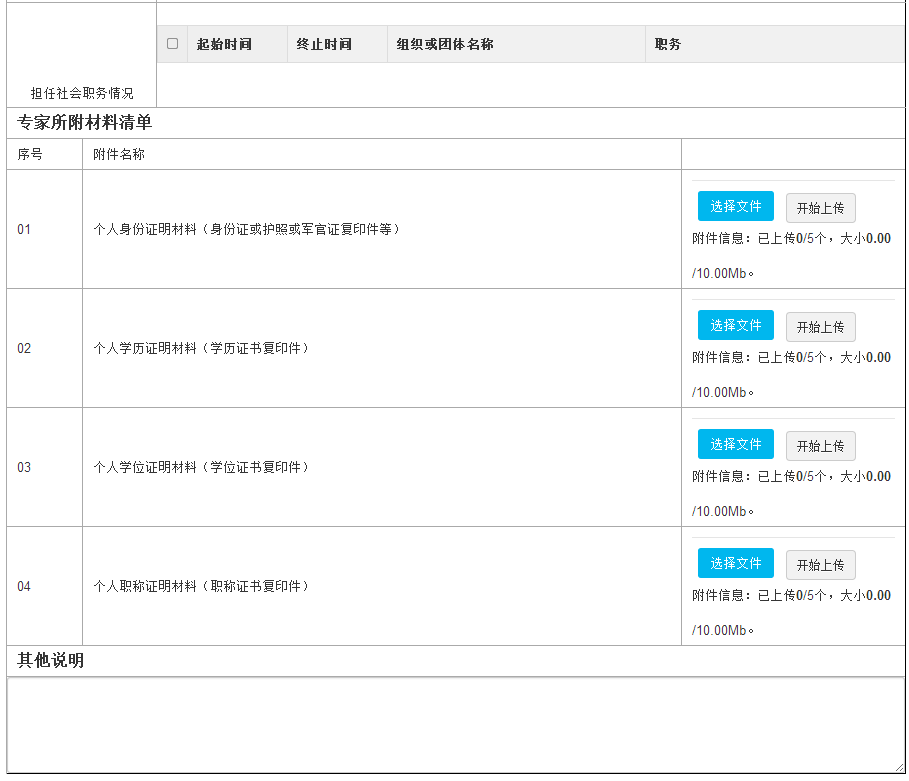 起始时间 终止时间 组织或团体名称 职务
担任社会职务情况
专家所附材料清单
序号 附件名称
01 个人身份证明材料（身份证或护照或军官证复印件等） 选择文件 开始上传
附件信息：已上传0/5个，大小0.00
/10.00Mb。
02 个人学历证明材料（学历证书复印件） 选择文件 开始上传
附件信息：已上传0/5个，大小0.00
/10.00Mb。
03 个人学位证明材料（学位证书复印件） 选择文件 开始上传
附件信息：已上传0/5个，大小0.00
/10.00Mb。
04 个人职称证明材料（职称证书复印件） 选择文件 开始上传
附件信息：已上传0/5个，大小0.00
/10.00Mb。
其他说明